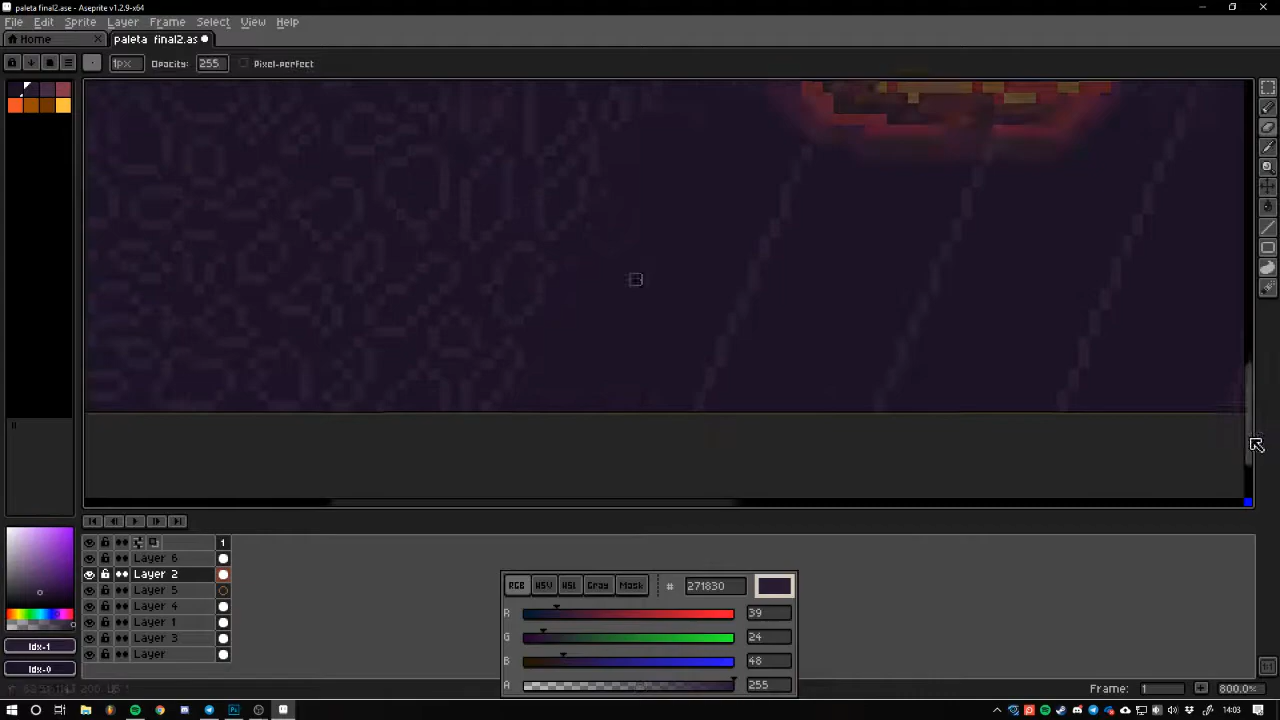 paleta final2.ase - Aseprite v1.2.9-x64
File Edit Sprite Layer Frame Select View Help
Home paleta final2.as
1px Opacity: 255 Pixel-perfect
1
Layer 6
Layer 2
Layer 5
Layer 4
Layer 1
Layer 3
Layer
RGB HSV HSL Gray Mask # 271830
R 39
G 24
B 48
A 255
Idx-1
Idx-0
Frame: 1 800.0%
14:03